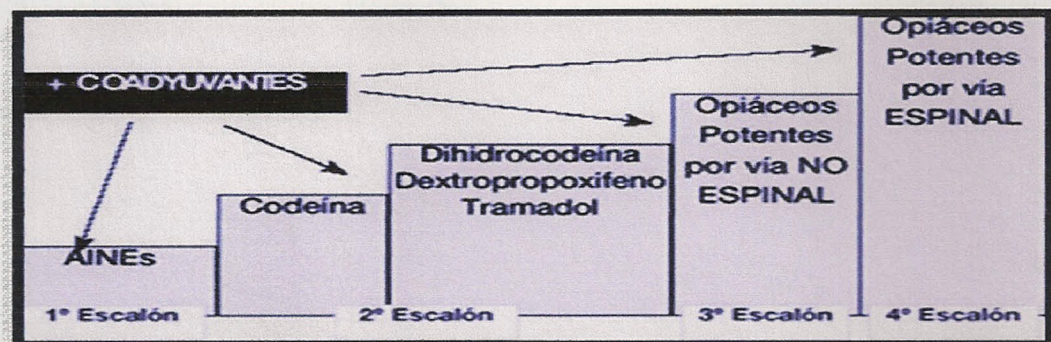 + COADYUVANTES
AINEs
Codeína
Dihidrocodeína
Dextropropoxifeno
Tramadol
Opiáceos
Potentes
por vía NO
ESPINAL
Opiáceos
Potentes
por vía
ESPINAL
1º Escalón
2º Escalón
3º Escalón
4º Escalón